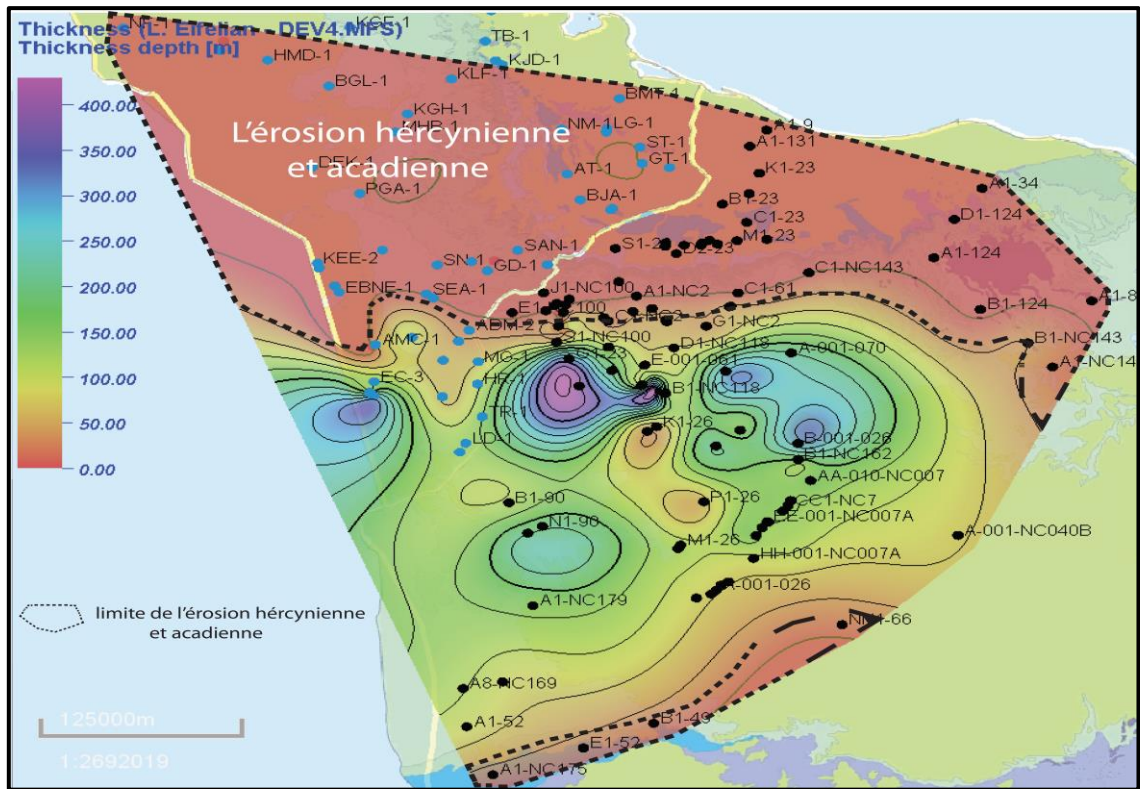 Thickness (L. Eifelian - DEV4.MFS)
Thickness depth [m]
400.00
350.00
300.00
250.00
200.00
150.00
100.00
50.00
0.00
L'érosion hércynienne
et acadienne
TB-1
HMD-1
KJD-1
KLF-1
BGL-1
BMT-1
KGH-1
MHR-1
NM-1
LG-1
A1-9
A1-131
ST-1
GT-1
K1-23
AT-1
PGA-1
BJA-1
B1-23
A1-34
C1-23
D1-124
M1-23
SAN-1
D2-23
A1-124
KEE-2
SN-1
GD-1
C1-NC143
EBNE-1
SEA-1
J1-NC100
A1-NC2
C1-61
B1-124
ADM-27
G1-NC2
AMC-1
S1-NC100
D1-NC118
B1-NC143
MG-1
E-001-061
A-001-070
EC-3
HR-1
B1-NC118
TR-1
K1-26
LD-1
B-001-026
B1-NC162
AA-010-NC007
B1-90
P1-26
CC1-NC7
N1-90
EE-001-NC007A
A-001-NC040B
M1-26
HH-001-NC007A
A-001-026
A1-NC179
limite de l'érosion hércynienne
et acadienne
A8-NC169
A1-52
B1-49
E1-52
A1-NC175
125000m
1:2692019